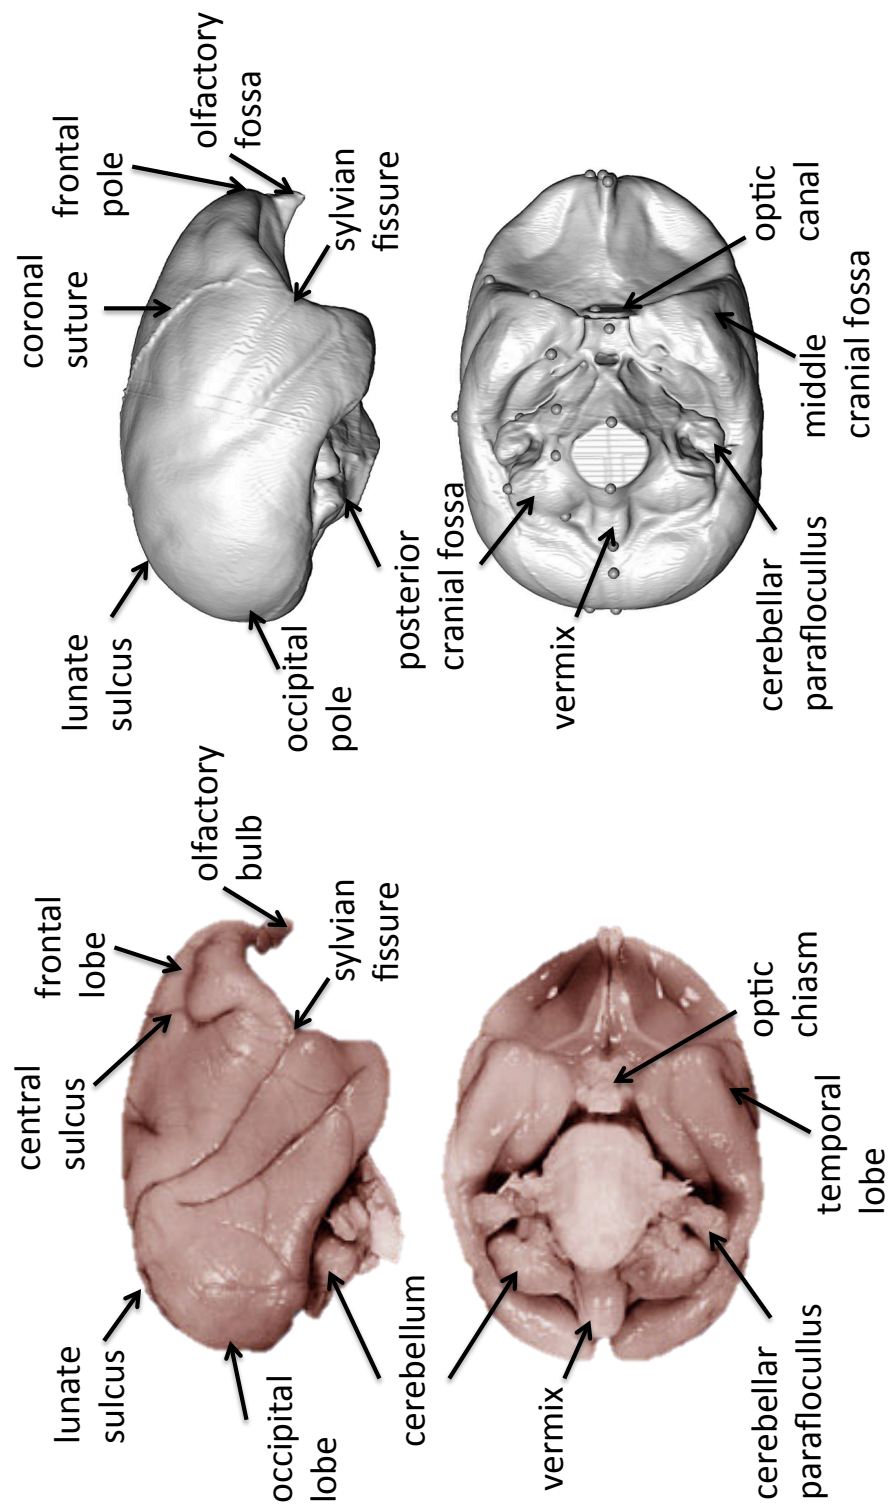 lunate
sulcus
central
sulcus
frontal
lobe
olfactory
bulb
sylvian
fissure
occipital
lobe
cerebellum
vermix
optic
chiasm
temporal
lobe
cerebellar
paraflocullus
lunate
sulcus
coronal
suture
frontal
pole
olfactory
fossa
sylvian
fissure
occipital
pole
posterior
cranial fossa
vermix
optic
canal
middle
cranial fossa
cerebellar
paraflocullus